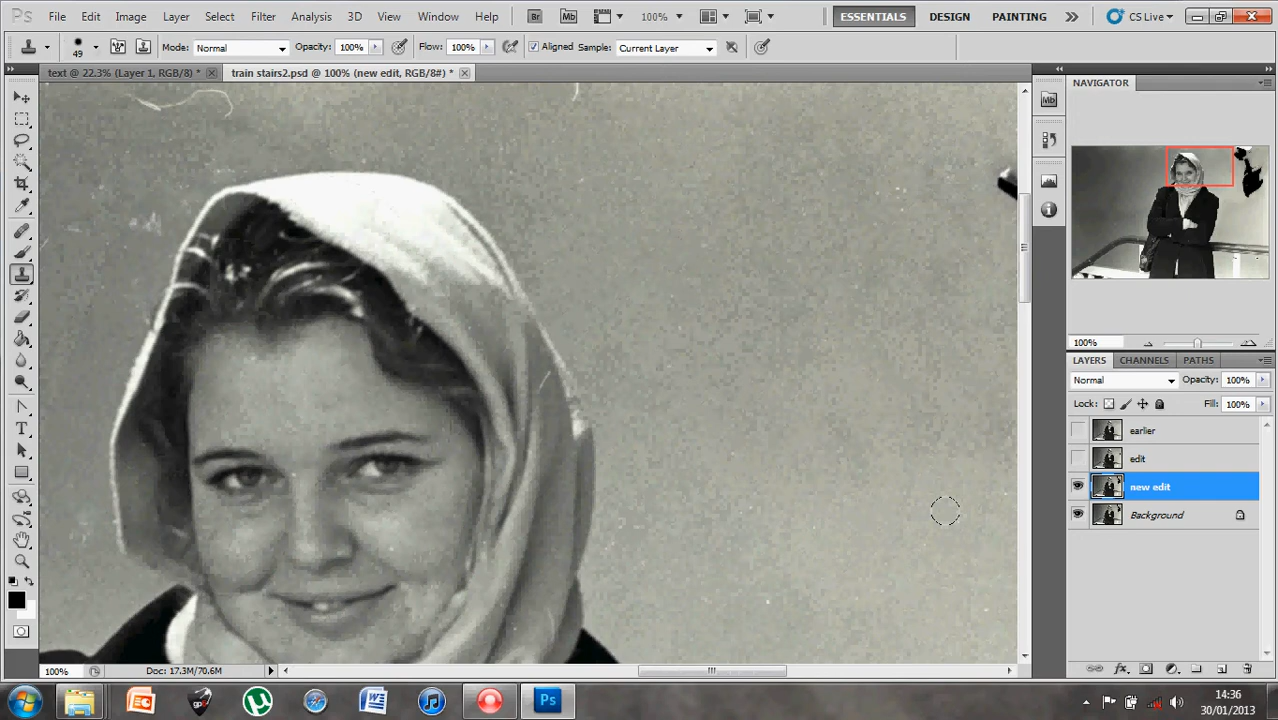 Ps File Edit Image Layer Select Filter Analysis 3D View Window Help Br Mb 100% ESSENTIALS DESIGN PAINTING CS Live
49 Mode: Normal Opacity: 100% Flow: 100% Aligned Sample: Current Layer
text @ 22.3% (Layer 1, RGB/8) * train stairs2.psd @ 100% (new edit, RGB/8#) *
NAVIGATOR
Mb
100%
LAYERS CHANNELS PATHS
Normal Opacity: 100%
Lock: Fill: 100%
earlier
edit
new edit
Background
T
100% Doc: 17.3M/70.6M
Ps
14:36
30/01/2013